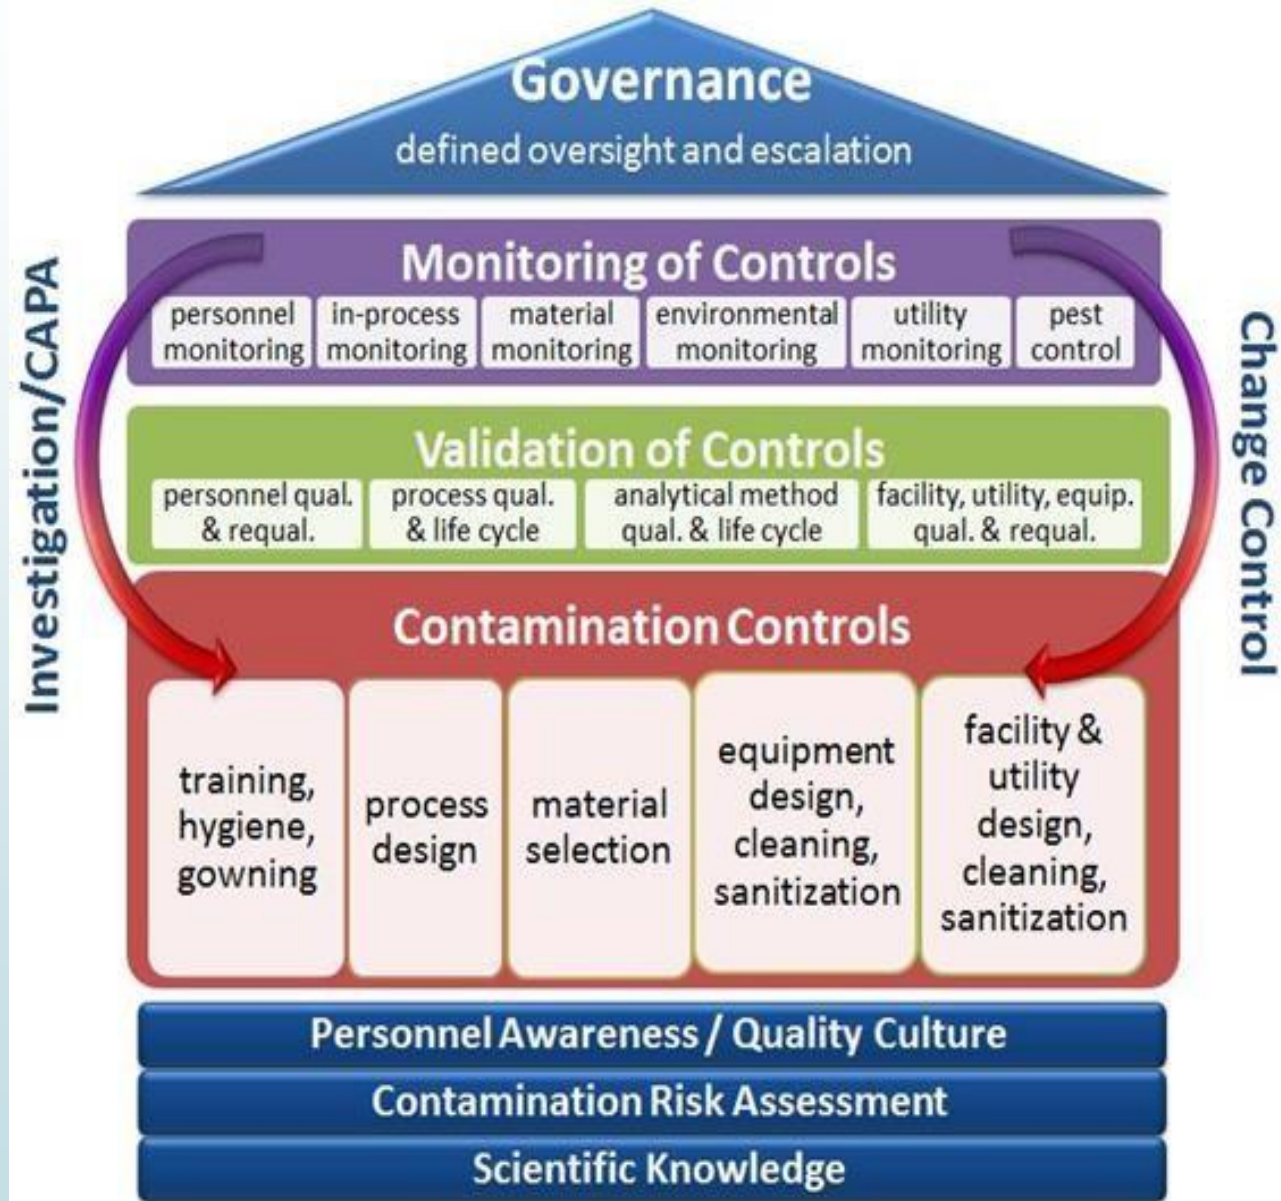 Governance
defined oversight and escalation
Investigation/CAPA
Change Control
Monitoring of Controls
personnel
monitoring
in-process
monitoring
material
monitoring
environmental
monitoring
utility
monitoring
pest
control
Validation of Controls
personnel qual.
& requal.
process qual.
& life cycle
analytical method
qual. & life cycle
facility, utility, equip.
qual. & requal.
Contamination Controls
training,
hygiene,
gowning
process
design
material
selection
equipment
design,
cleaning,
sanitization
facility &
utility
design,
cleaning,
sanitization
Personnel Awareness / Quality Culture
Contamination Risk Assessment
Scientific Knowledge